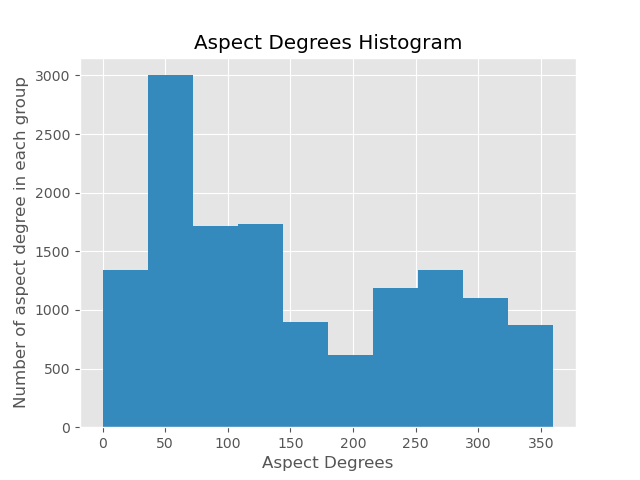 Aspect Degrees Histogram
Number of aspect degree in each group
3000
2500
2000
1500
1000
500
0
0 50 100 150 200 250 300 350
Aspect Degrees